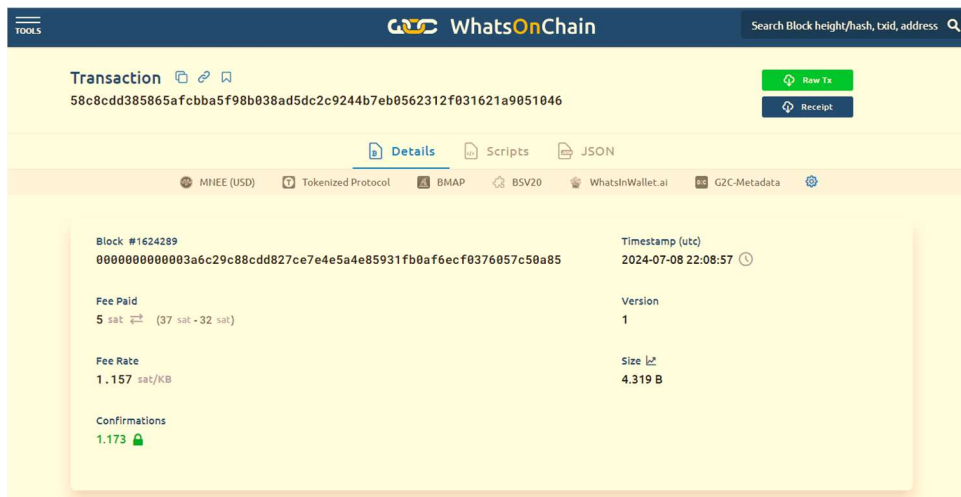 TOOLS
WhatsOnChain
Search Block height/hash, txid, address
Transaction
58c8cdd385865afcbba5f98b038ad5dc2c9244b7eb0562312f031621a9051046
Raw Tx
Receipt
Details
Scripts
JSON
MNEE (USD)
Tokenized Protocol
BMAP
BSV20
WhatsInWallet.ai
G2C-Metadata
Block #1624289
0000000000003a6c29c88cdd827ce7e4e5a4e85931fb0af6ecf0376057c50a85
Timestamp (utc)
2024-07-08 22:08:57
Fee Paid
5 sat (37 sat - 32 sat)
Version
1
Fee Rate
1.157 sat/KB
Size
4.319 B
Confirmations
1.173